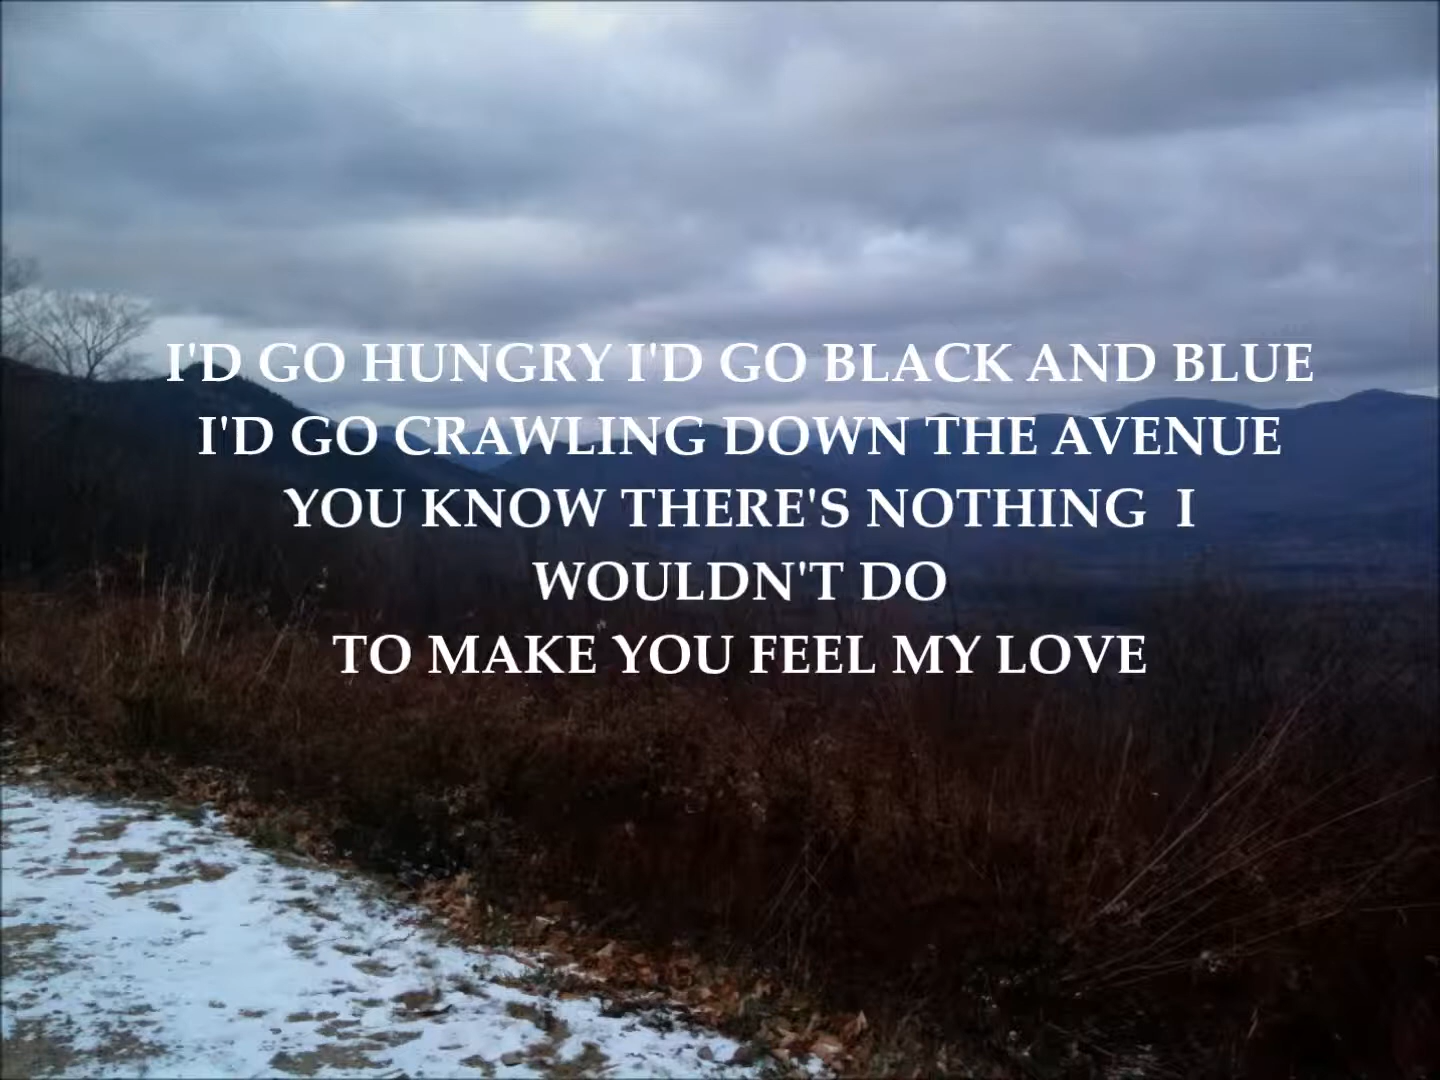 I'D GO HUNGRY I'D GO BLACK AND BLUE
I'D GO CRAWLING DOWN THE AVENUE
YOU KNOW THERE'S NOTHING  I
WOULDN'T DO
TO MAKE YOU FEEL MY LOVE